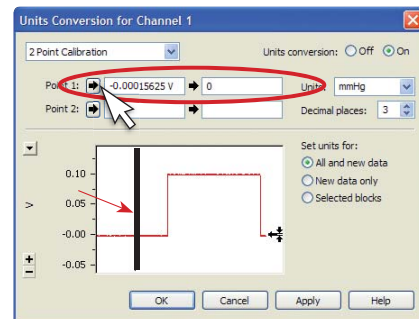 Units Conversion for Channel 1
2 Point Calibration Units conversion: Off On
Point 1: -0.00015625 V 0 Units: mmHg
Point 2: Decimal places: 3
Set units for:
All and new data
New data only
Selected blocks
V
0.10
0.05
-0.00
-0.05
+
−
OK Cancel Apply Help